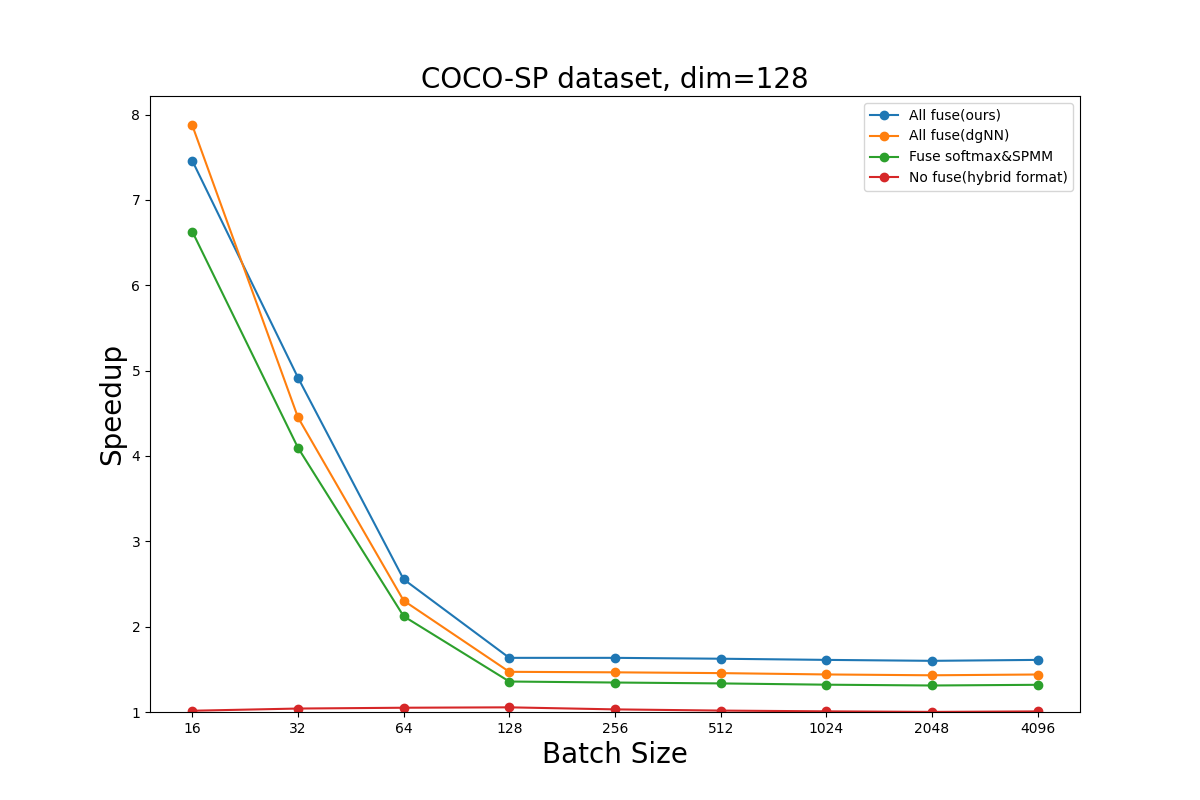 COCO-SP dataset, dim=128
All fuse(ours)
All fuse(dgNN)
Fuse softmax&SPMM
No fuse(hybrid format)
8
7
6
5
4
3
2
1
Speedup
16 32 64 128 256 512 1024 2048 4096
Batch Size